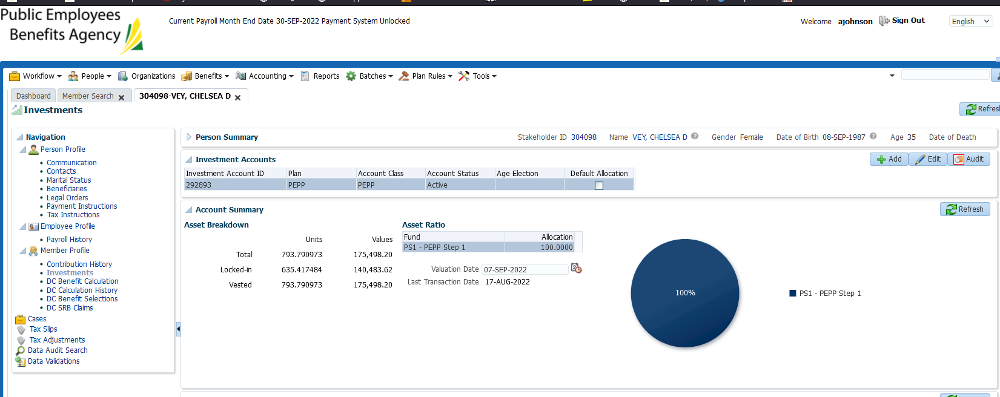 Public Employees
Benefits Agency
Current Payroll Month End Date 30-SEP-2022 Payment System Unlocked
Welcome ajohnson Sign Out English
Workflow People Organizations Benefits Accounting Reports Batches Plan Rules Tools
Dashboard Member Search 304098-VEY, CHELSEA D
Investments
Refresh
Navigation
Person Profile
Communication
Contacts
Marital Status
Beneficiaries
Legal Orders
Payment Instructions
Tax Instructions
Employee Profile
Payroll History
Member Profile
Contribution History
Investments
DC Benefit Calculation
DC Calculation History
DC Benefit Selections
DC SRB Claims
Cases
Tax Slips
Tax Adjustments
Data Audit Search
Data Validations
Person Summary Stakeholder ID 304098 Name VEY, CHELSEA D Gender Female Date of Birth 08-SEP-1987 Age 35 Date of Death
Investment Accounts Add Edit Audit
Investment Account ID Plan Account Class Account Status Age Election Default Allocation
292893 PEPP PEPP Active
Account Summary Refresh
Asset Breakdown
Units Values
Total 793.790973 175,498.20
Locked-in 635.417484 140,483.62
Vested 793.790973 175,498.20
Asset Ratio
Fund Allocation
PS1 - PEPP Step 1 100.0000
Valuation Date 07-SEP-2022
Last Transaction Date 17-AUG-2022
100%
PS1 - PEPP Step 1